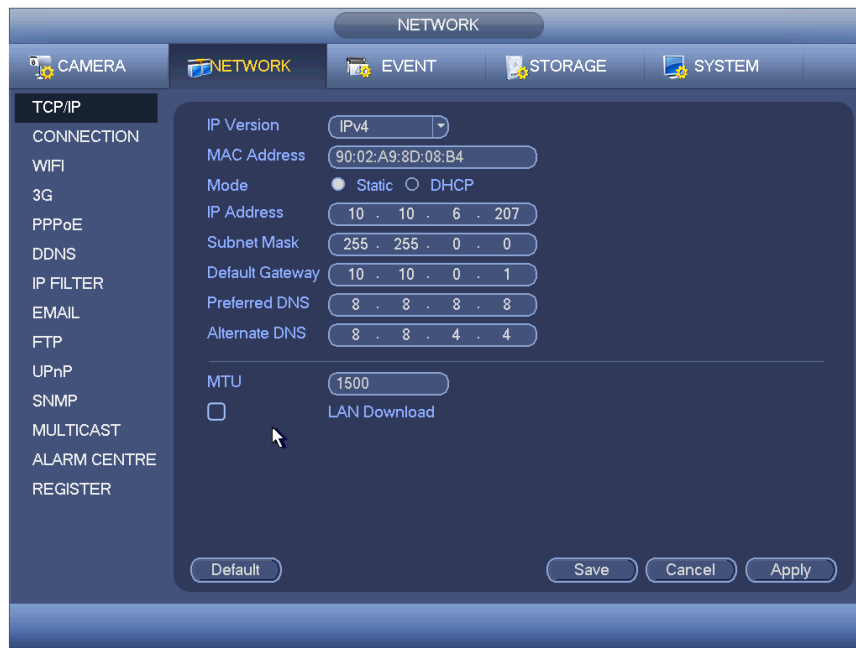 NETWORK
CAMERA NETWORK EVENT STORAGE SYSTEM
TCP/IP
CONNECTION
WIFI
3G
PPPoE
DDNS
IP FILTER
EMAIL
FTP
UPnP
SNMP
MULTICAST
ALARM CENTRE
REGISTER
IP Version IPv4
MAC Address 90:02:A9:8D:08:B4
Mode Static DHCP
IP Address 10 . 10 . 6 . 207
Subnet Mask 255 . 255 . 0 . 0
Default Gateway 10 . 10 . 0 . 1
Preferred DNS 8 . 8 . 8 . 8
Alternate DNS 8 . 8 . 4 . 4
MTU 1500
LAN Download
Default Save Cancel Apply